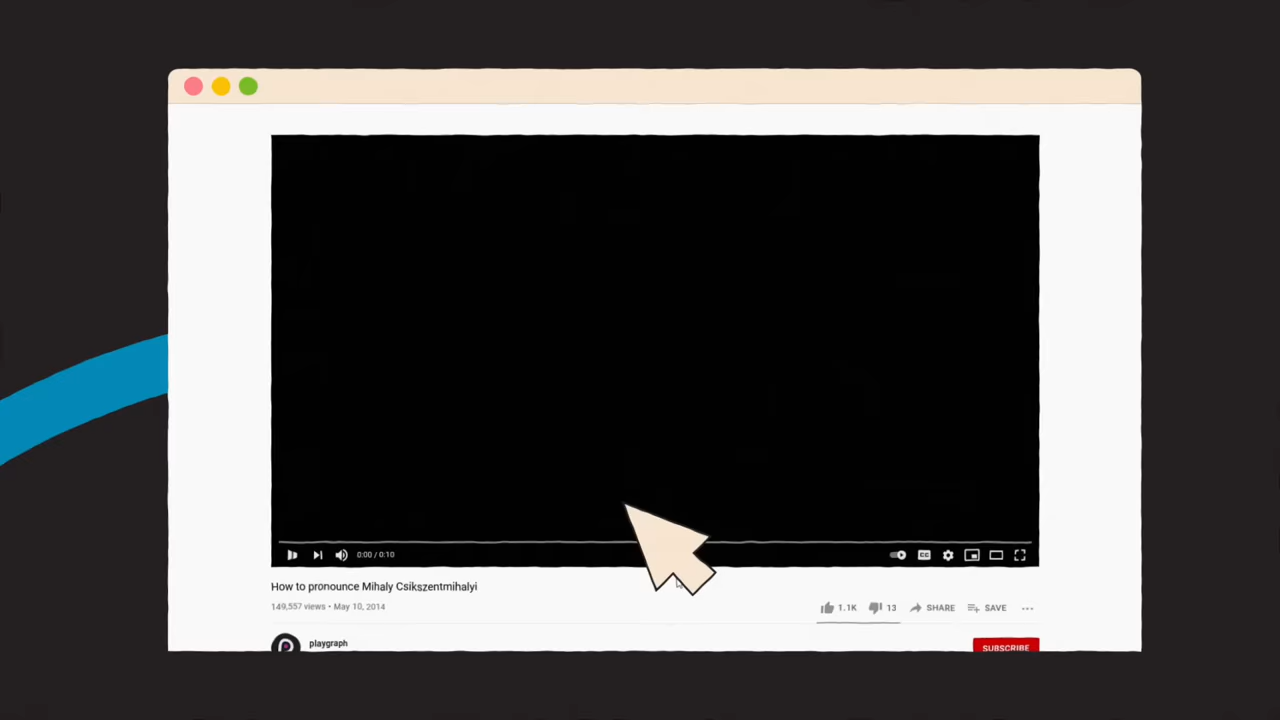 0:00 / 0:10
CC
How to pronounce Mihaly Csikszentmihalyi
149,557 views • May 10, 2014
1.1K 13 SHARE SAVE
playgraph
SUBSCRIBE